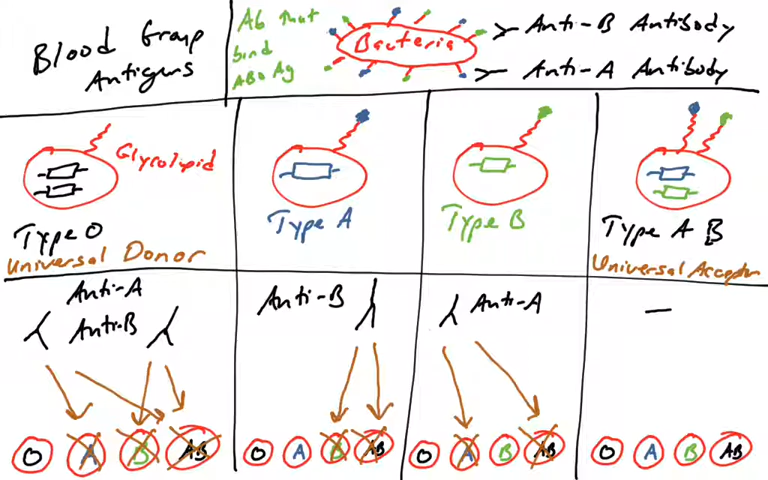 Blood Group
Antigens
Ab that
bind
ABO Ag
Bacteria
Anti-B Antibody
Anti-A Antibody
Glycolipid
Type O
Universal Donor
Type A
Type B
Type AB
Universal Acceptor
Anti-A
Anti-B
Anti-B
Anti-A
O A B AB
O A B AB
O A B AB
O A B AB